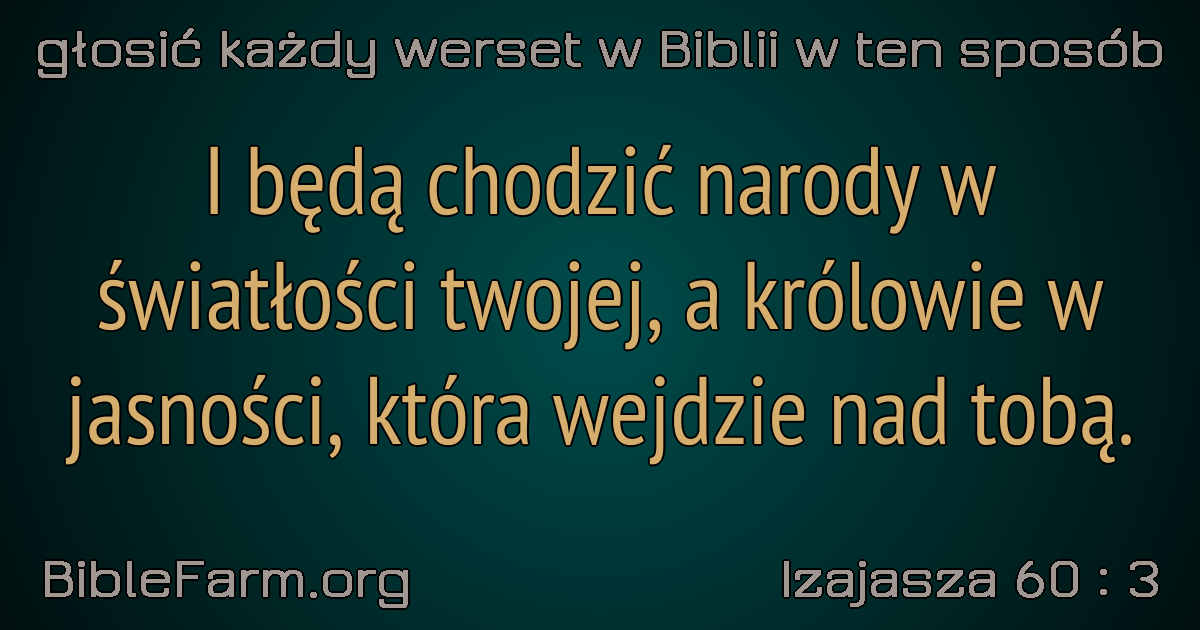 głosić każdy werset w Biblii w ten sposób
I będą chodzić narody w
światłości twojej, a królowie w
jasności, która wejdzie nad tobą.
BibleFarm.org
Izajasza 60 : 3